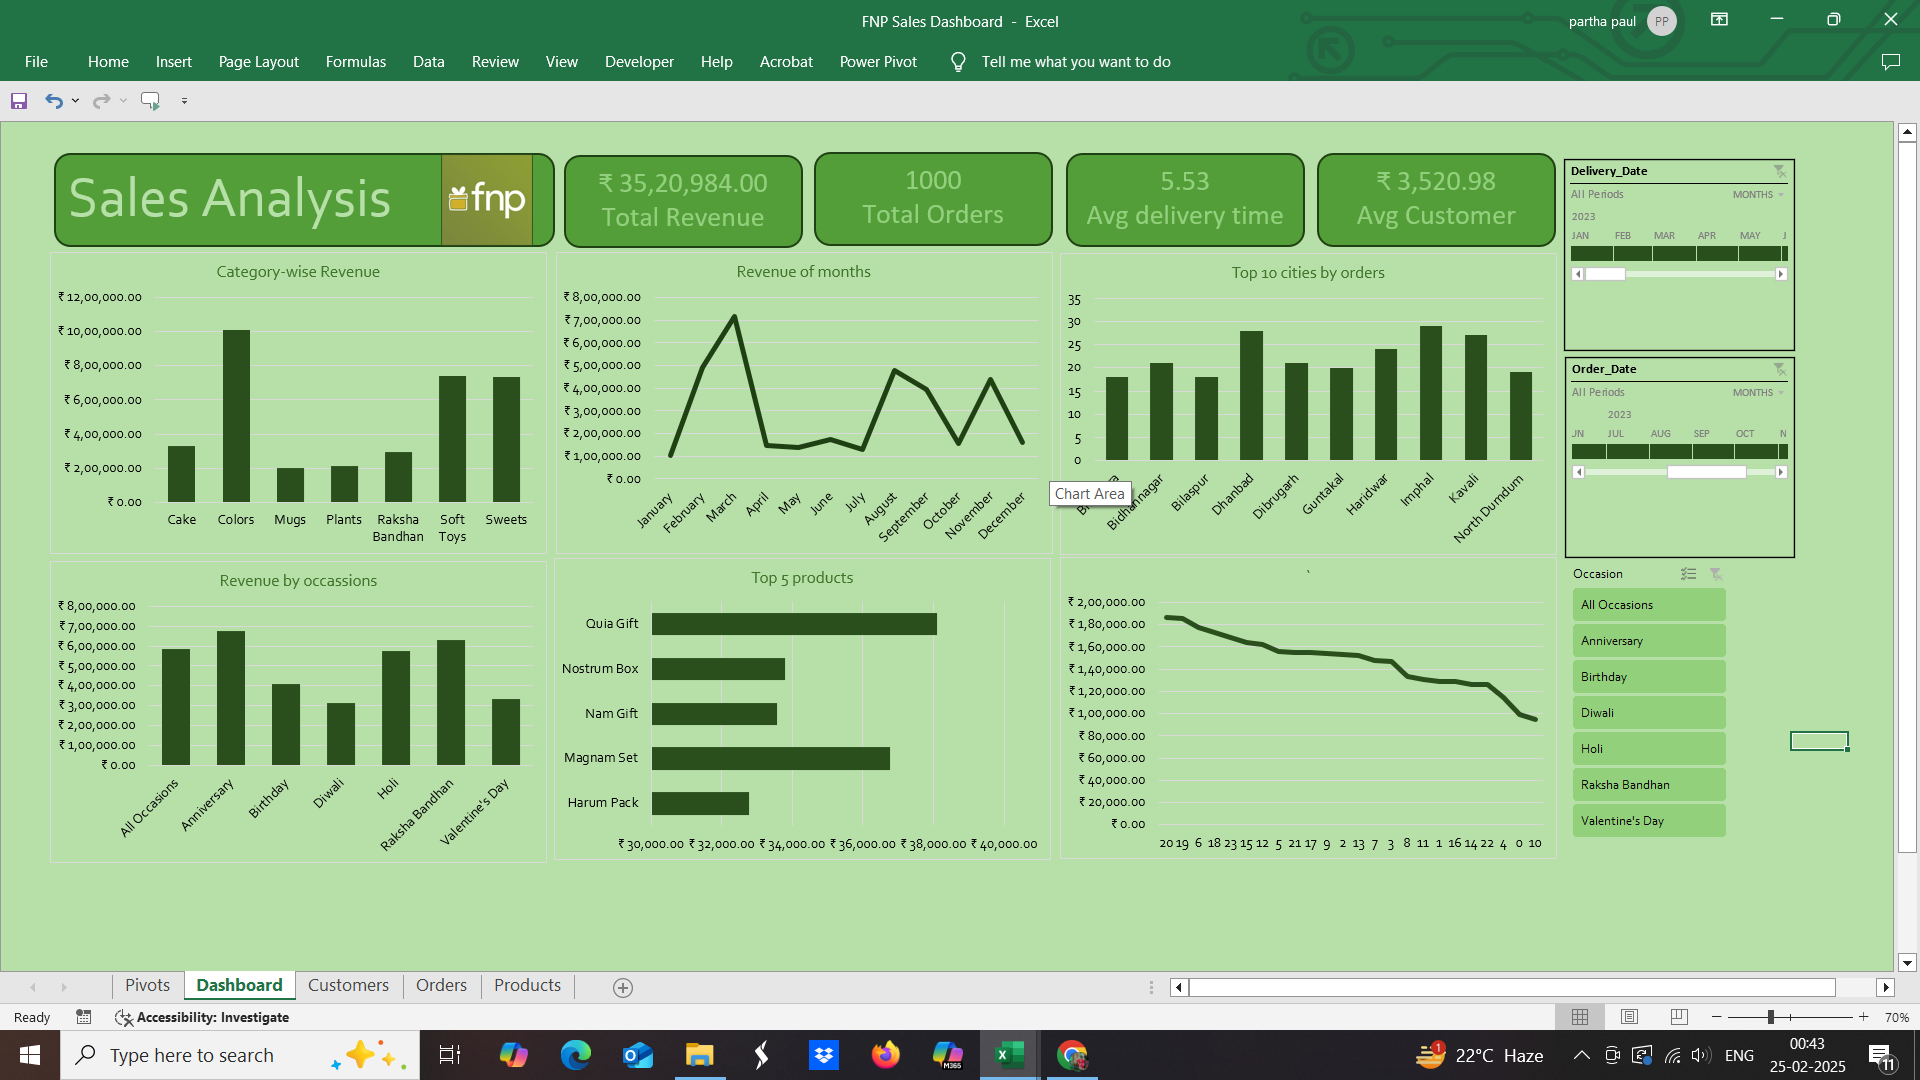 FNP Sales Dashboard - Excel
partha paul
PP
File
Home
Insert
Page Layout
Formulas
Data
Review
View
Developer
Help
Acrobat
Power Pivot
Tell me what you want to do
Sales Analysis
fnp
₹ 35,20,984.00
Total Revenue
1000
Total Orders
5.53
Avg delivery time
₹ 3,520.98
Avg Customer
Delivery_Date
All Periods
MONTHS
2023
JAN FEB MAR APR MAY J
Category-wise Revenue
₹ 12,00,000.00
₹ 10,00,000.00
₹ 8,00,000.00
₹ 6,00,000.00
₹ 4,00,000.00
₹ 2,00,000.00
₹ 0.00
Cake Colors Mugs Plants Raksha Bandhan Soft Toys Sweets
Revenue of months
₹ 8,00,000.00
₹ 7,00,000.00
₹ 6,00,000.00
₹ 5,00,000.00
₹ 4,00,000.00
₹ 3,00,000.00
₹ 2,00,000.00
₹ 1,00,000.00
₹ 0.00
January February March April May June July August September October November December
Top 10 cities by orders
35
30
25
20
15
10
5
0
Bidhannagar Bilaspur Dhanbad Dibrugarh Guntakal Haridwar Imphal Kavali North Dumdum
Chart Area
Order_Date
All Periods
MONTHS
2023
UN JUL AUG SEP OCT N
Revenue by occassions
₹ 8,00,000.00
₹ 7,00,000.00
₹ 6,00,000.00
₹ 5,00,000.00
₹ 4,00,000.00
₹ 3,00,000.00
₹ 2,00,000.00
₹ 1,00,000.00
₹ 0.00
All Occasions Anniversary Birthday Diwali Holi Raksha Bandhan Valentine's Day
Top 5 products
Quia Gift
Nostrum Box
Nam Gift
Magnam Set
Harum Pack
₹ 30,000.00 ₹ 32,000.00 ₹ 34,000.00 ₹ 36,000.00 ₹ 38,000.00 ₹ 40,000.00
`
₹ 2,00,000.00
₹ 1,80,000.00
₹ 1,60,000.00
₹ 1,40,000.00
₹ 1,20,000.00
₹ 1,00,000.00
₹ 80,000.00
₹ 60,000.00
₹ 40,000.00
₹ 20,000.00
₹ 0.00
20 19 6 18 23 15 12 5 21 17 9 2 13 7 3 8 11 1 16 14 22 4 0 10
Occasion
All Occasions
Anniversary
Birthday
Diwali
Holi
Raksha Bandhan
Valentine's Day
Pivots
Dashboard
Customers
Orders
Products
Ready
Accessibility: Investigate
70%
Type here to search
M365
1
22°C Haze
ENG
00:43
25-02-2025
11